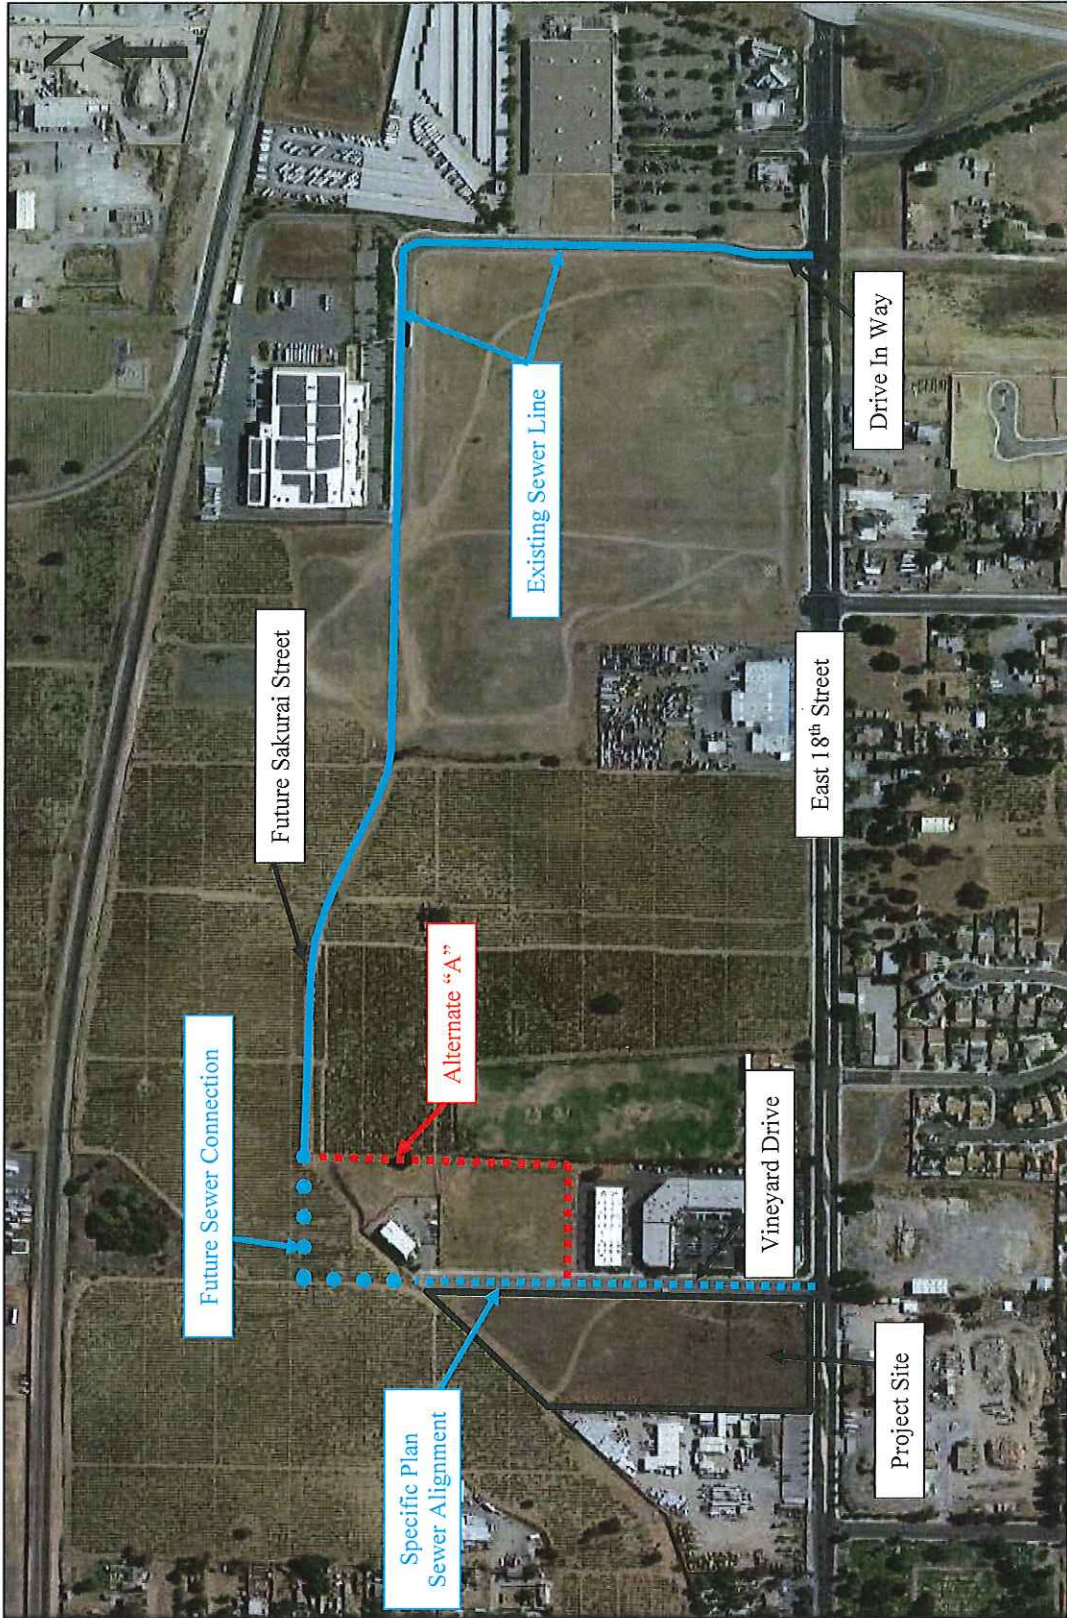 N
Future Sakurai Street
Future Sewer Connection
Existing Sewer Line
Alternate “A”
Specific Plan
Sewer Alignment
Drive In Way
East 18th Street
Vineyard Drive
Project Site